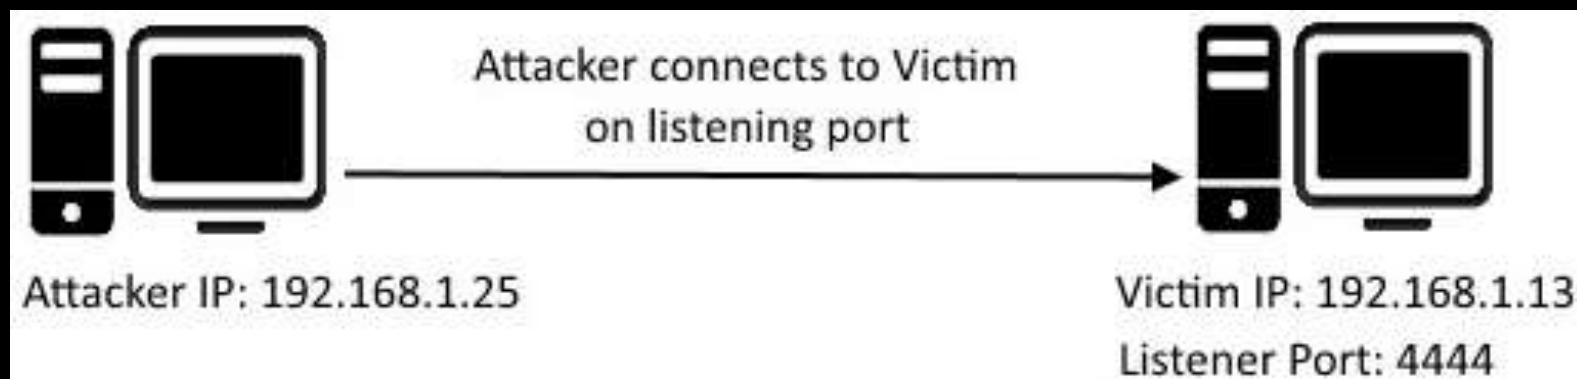 Attacker connects to Victim
on listening port
Attacker IP: 192.168.1.25
Victim IP: 192.168.1.13
Listener Port: 4444